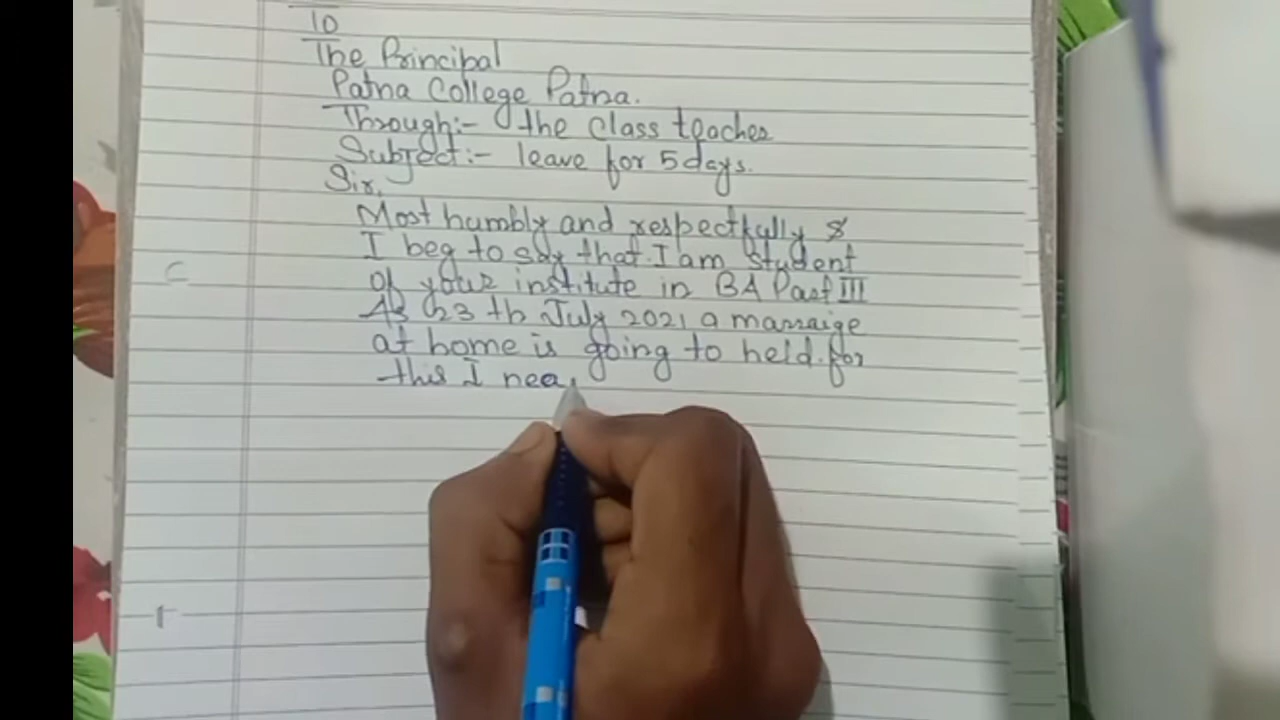 To
The Principal
Patna College Patna.
Through:- the class teacher
Subject:- leave for 5 days.
Sir,
Most humbly and respectfully &
I beg to say that I am student
of your institute in BA Part III
As 23 th July 2021 a marraige
at home is going to held for
this I nea